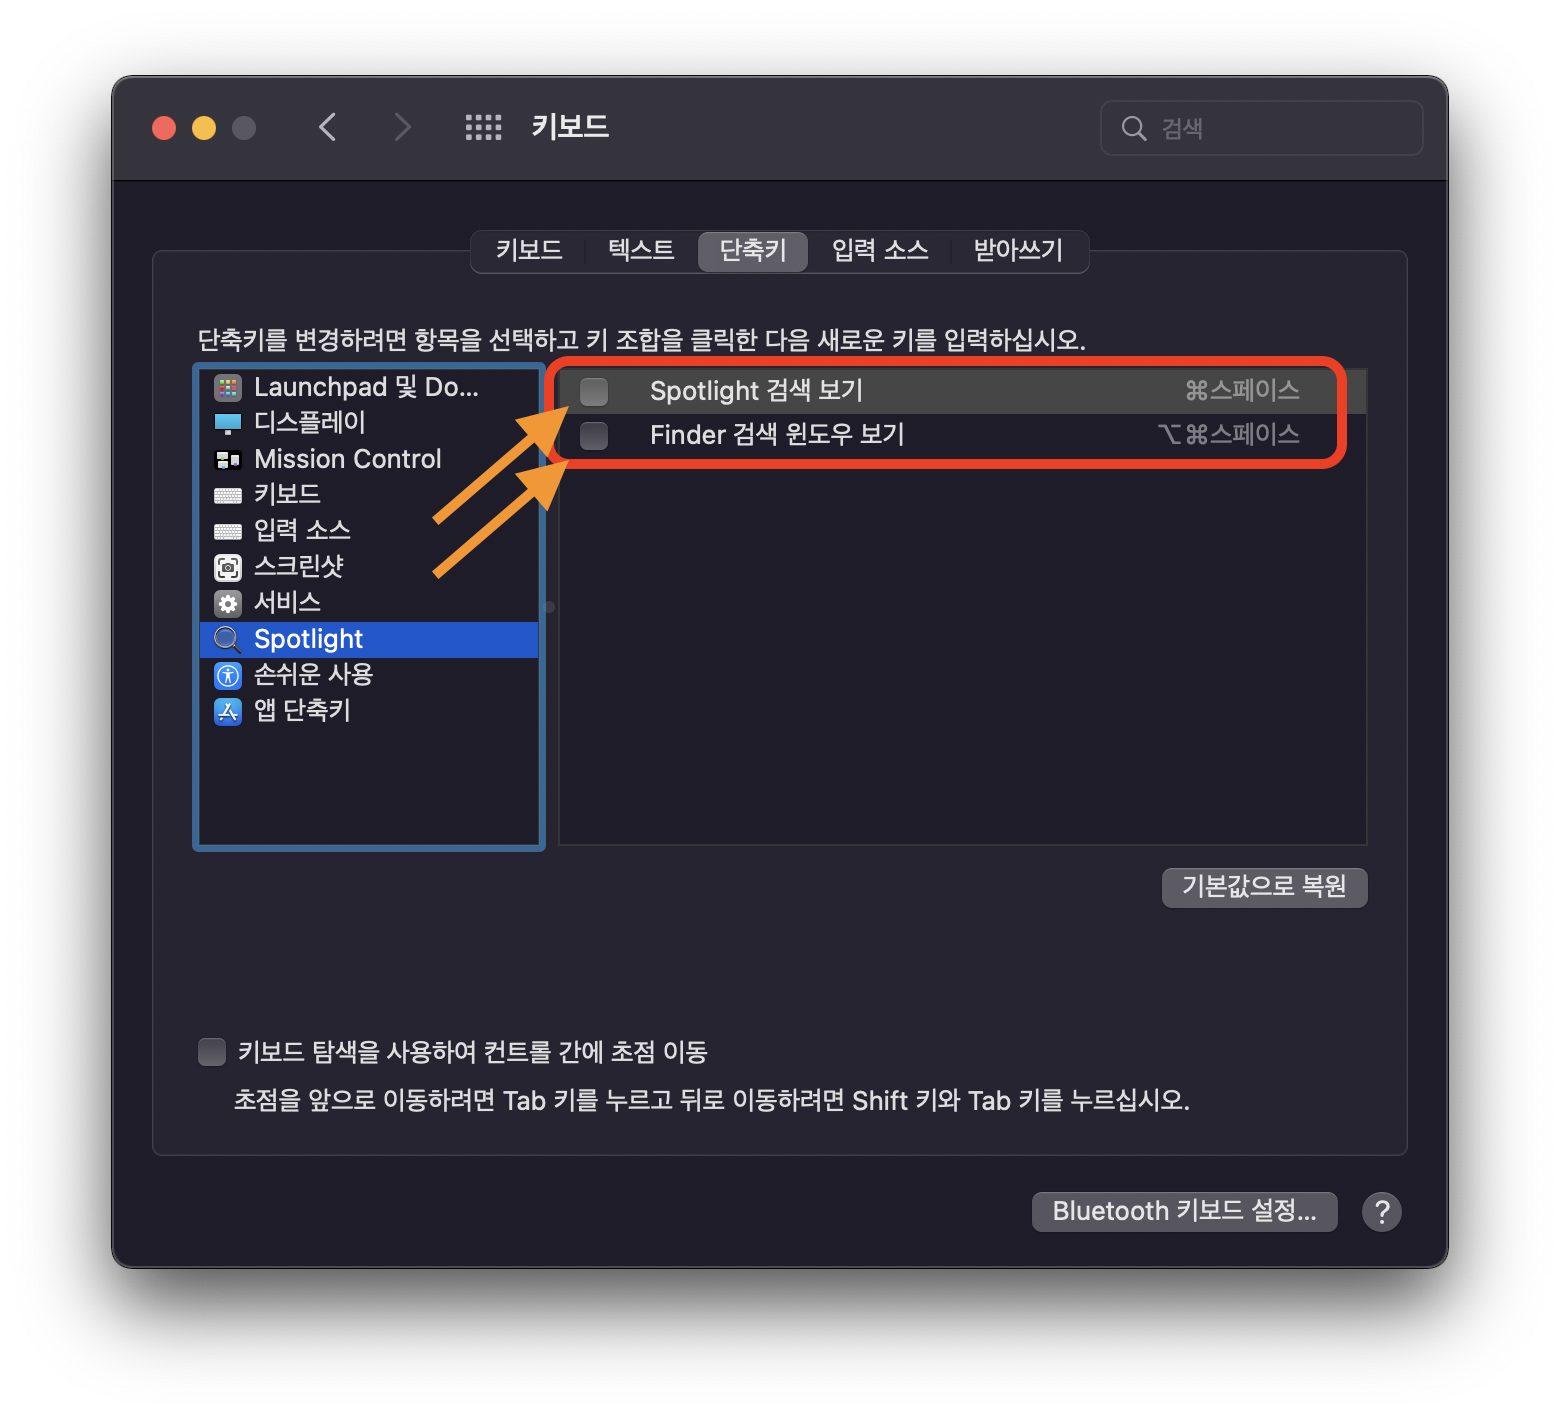 키보드
검색
키보드 텍스트 단축키 입력 소스 받아쓰기
단축키를 변경하려면 항목을 선택하고 키 조합을 클릭한 다음 새로운 키를 입력하십시오.
Launchpad 및 Do...
디스플레이
Mission Control
키보드
입력 소스
스크린샷
서비스
Spotlight
손쉬운 사용
앱 단축키
Spotlight 검색 보기 ⌘스페이스
Finder 검색 윈도우 보기 ⌥⌘스페이스
기본값으로 복원
키보드 탐색을 사용하여 컨트롤 간에 초점 이동
초점을 앞으로 이동하려면 Tab 키를 누르고 뒤로 이동하려면 Shift 키와 Tab 키를 누르십시오.
Bluetooth 키보드 설정... ?